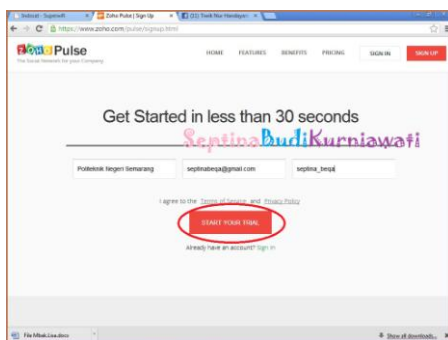 Zoho Pulse | Sign Up
https://www.zoho.com/pulse/signup.html
ZOHO Pulse
The Social Network for your Company
HOME FEATURES BENEFITS PRICING SIGN IN SIGN UP
Get Started in less than 30 seconds
SeptinaBudiKurniawati
Politeknik Negeri Semarang septinabeqa@gmail.com septina_beqa
I agree to the Terms of Service and Privacy Policy
START YOUR TRIAL
Already have an account? Sign in
File Mbak Lisa.docx Show all downloads...